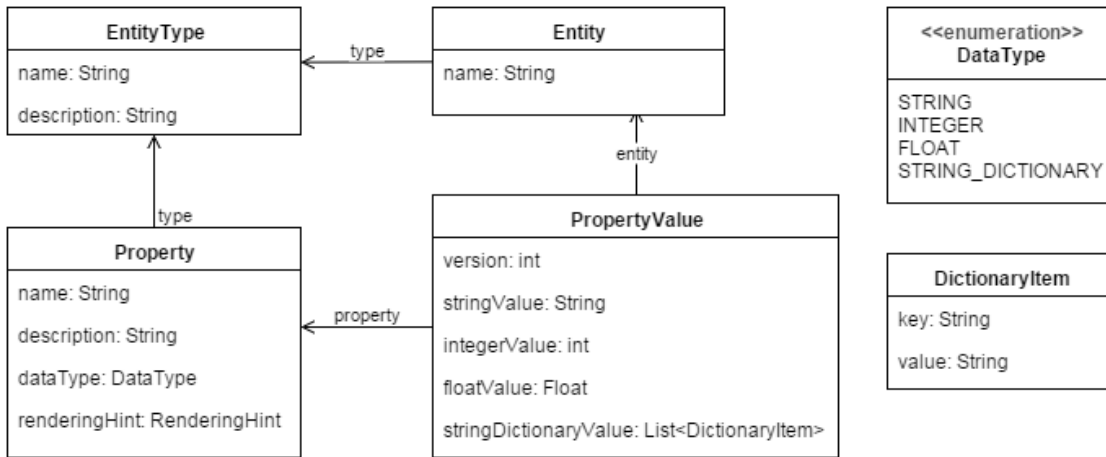 EntityType
name: String
description: String
type
Entity
name: String
<<enumeration>>
DataType
STRING
INTEGER
FLOAT
STRING_DICTIONARY
entity
type
Property
name: String
description: String
dataType: DataType
renderingHint: RenderingHint
property
PropertyValue
version: int
stringValue: String
integerValue: int
floatValue: Float
stringDictionaryValue: List<DictionaryItem>
DictionaryItem
key: String
value: String